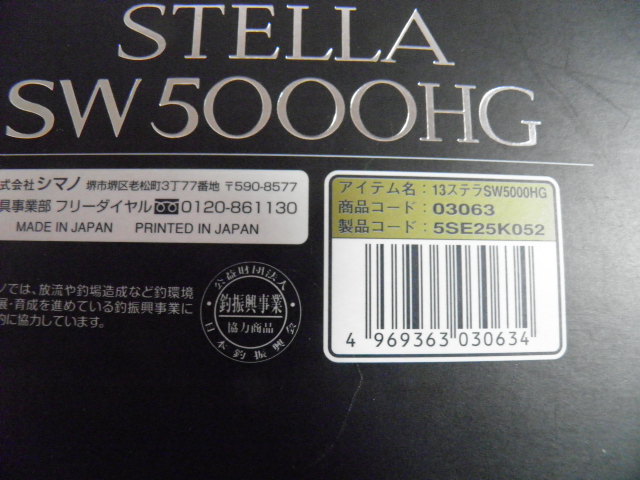 STELLA
SW 5000HG
式会社 シマノ 堺市堺区老松町3丁77番地 〒590-8577
具事業部 フリーダイヤル 0120-861130
MADE IN JAPAN PRINTED IN JAPAN
アイテム名：13ステラSW5000HG
商品コード：03063
製品コード：5SE25K052
4 969363 030634
ノでは、放流や釣場造成など釣環境
展・育成を進めている釣振興事業に
的に協力しています。
公益財団法人
釣振興事業
協力商品
日本釣振興会